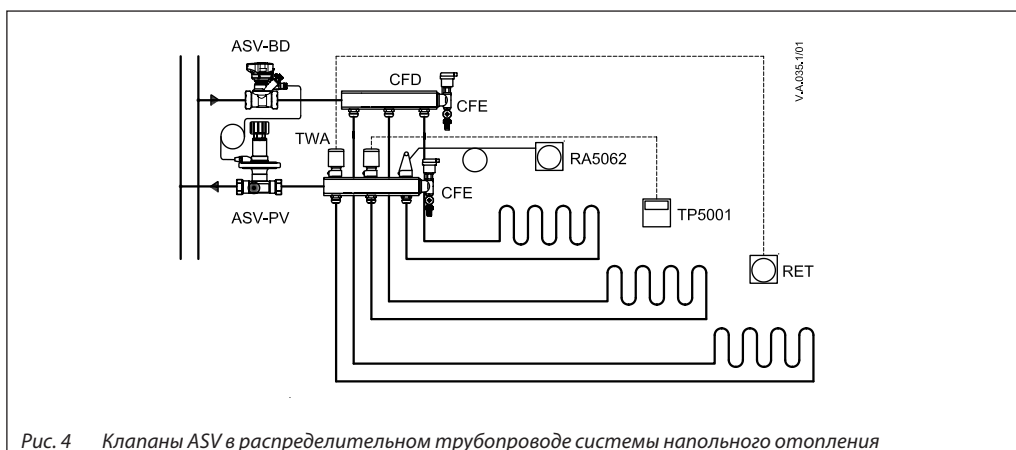 ASV-BD
V.A.035.1/01
CFD
CFE
TWA
RA5062
CFE
ASV-PV
TP5001
RET
Рис. 4 Клапаны ASV в распределительном трубопроводе системы напольного отопления